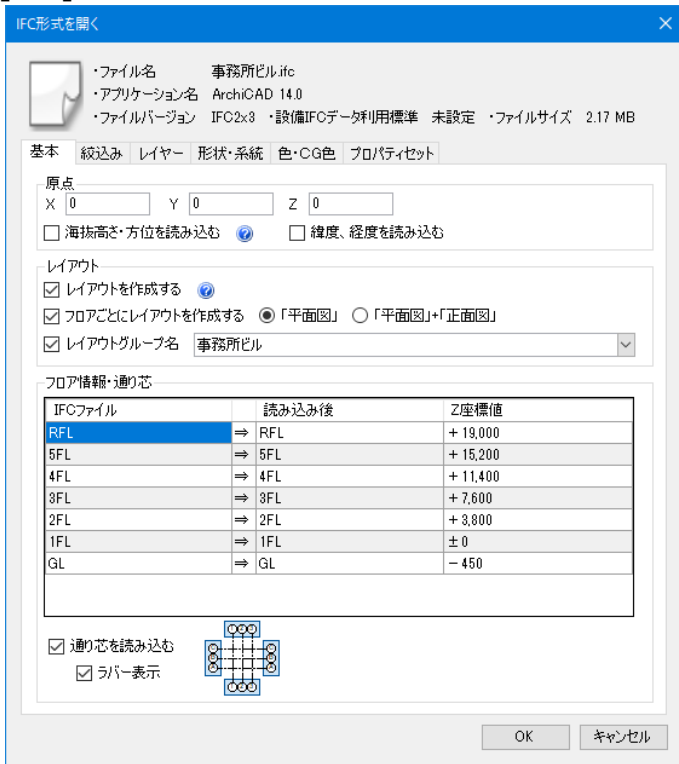 IFC形式を開く
・ファイル名 事務所ビル.ifc
・アプリケーション名 ArchiCAD 14.0
・ファイルバージョン IFC2x3 ・設備IFCデータ利用標準 未設定 ・ファイルサイズ 2.17 MB
基本 絞込み レイヤー 形状・系統 色・CG色 プロパティセット
原点
X 0 Y 0 Z 0
海抜高さ・方位を読み込む ? 緯度、経度を読み込む
レイアウト
レイアウトを作成する ?
フロアごとにレイアウトを作成する 「平面図」 「平面図」+「正面図」
レイアウトグループ名 事務所ビル
フロア情報・通り芯
IFCファイル 読み込み後 Z座標値
RFL ⇒ RFL + 19,000
5FL ⇒ 5FL + 15,200
4FL ⇒ 4FL + 11,400
3FL ⇒ 3FL + 7,600
2FL ⇒ 2FL + 3,800
1FL ⇒ 1FL ± 0
GL ⇒ GL − 450
通り芯を読み込む
ラバー表示
OK キャンセル